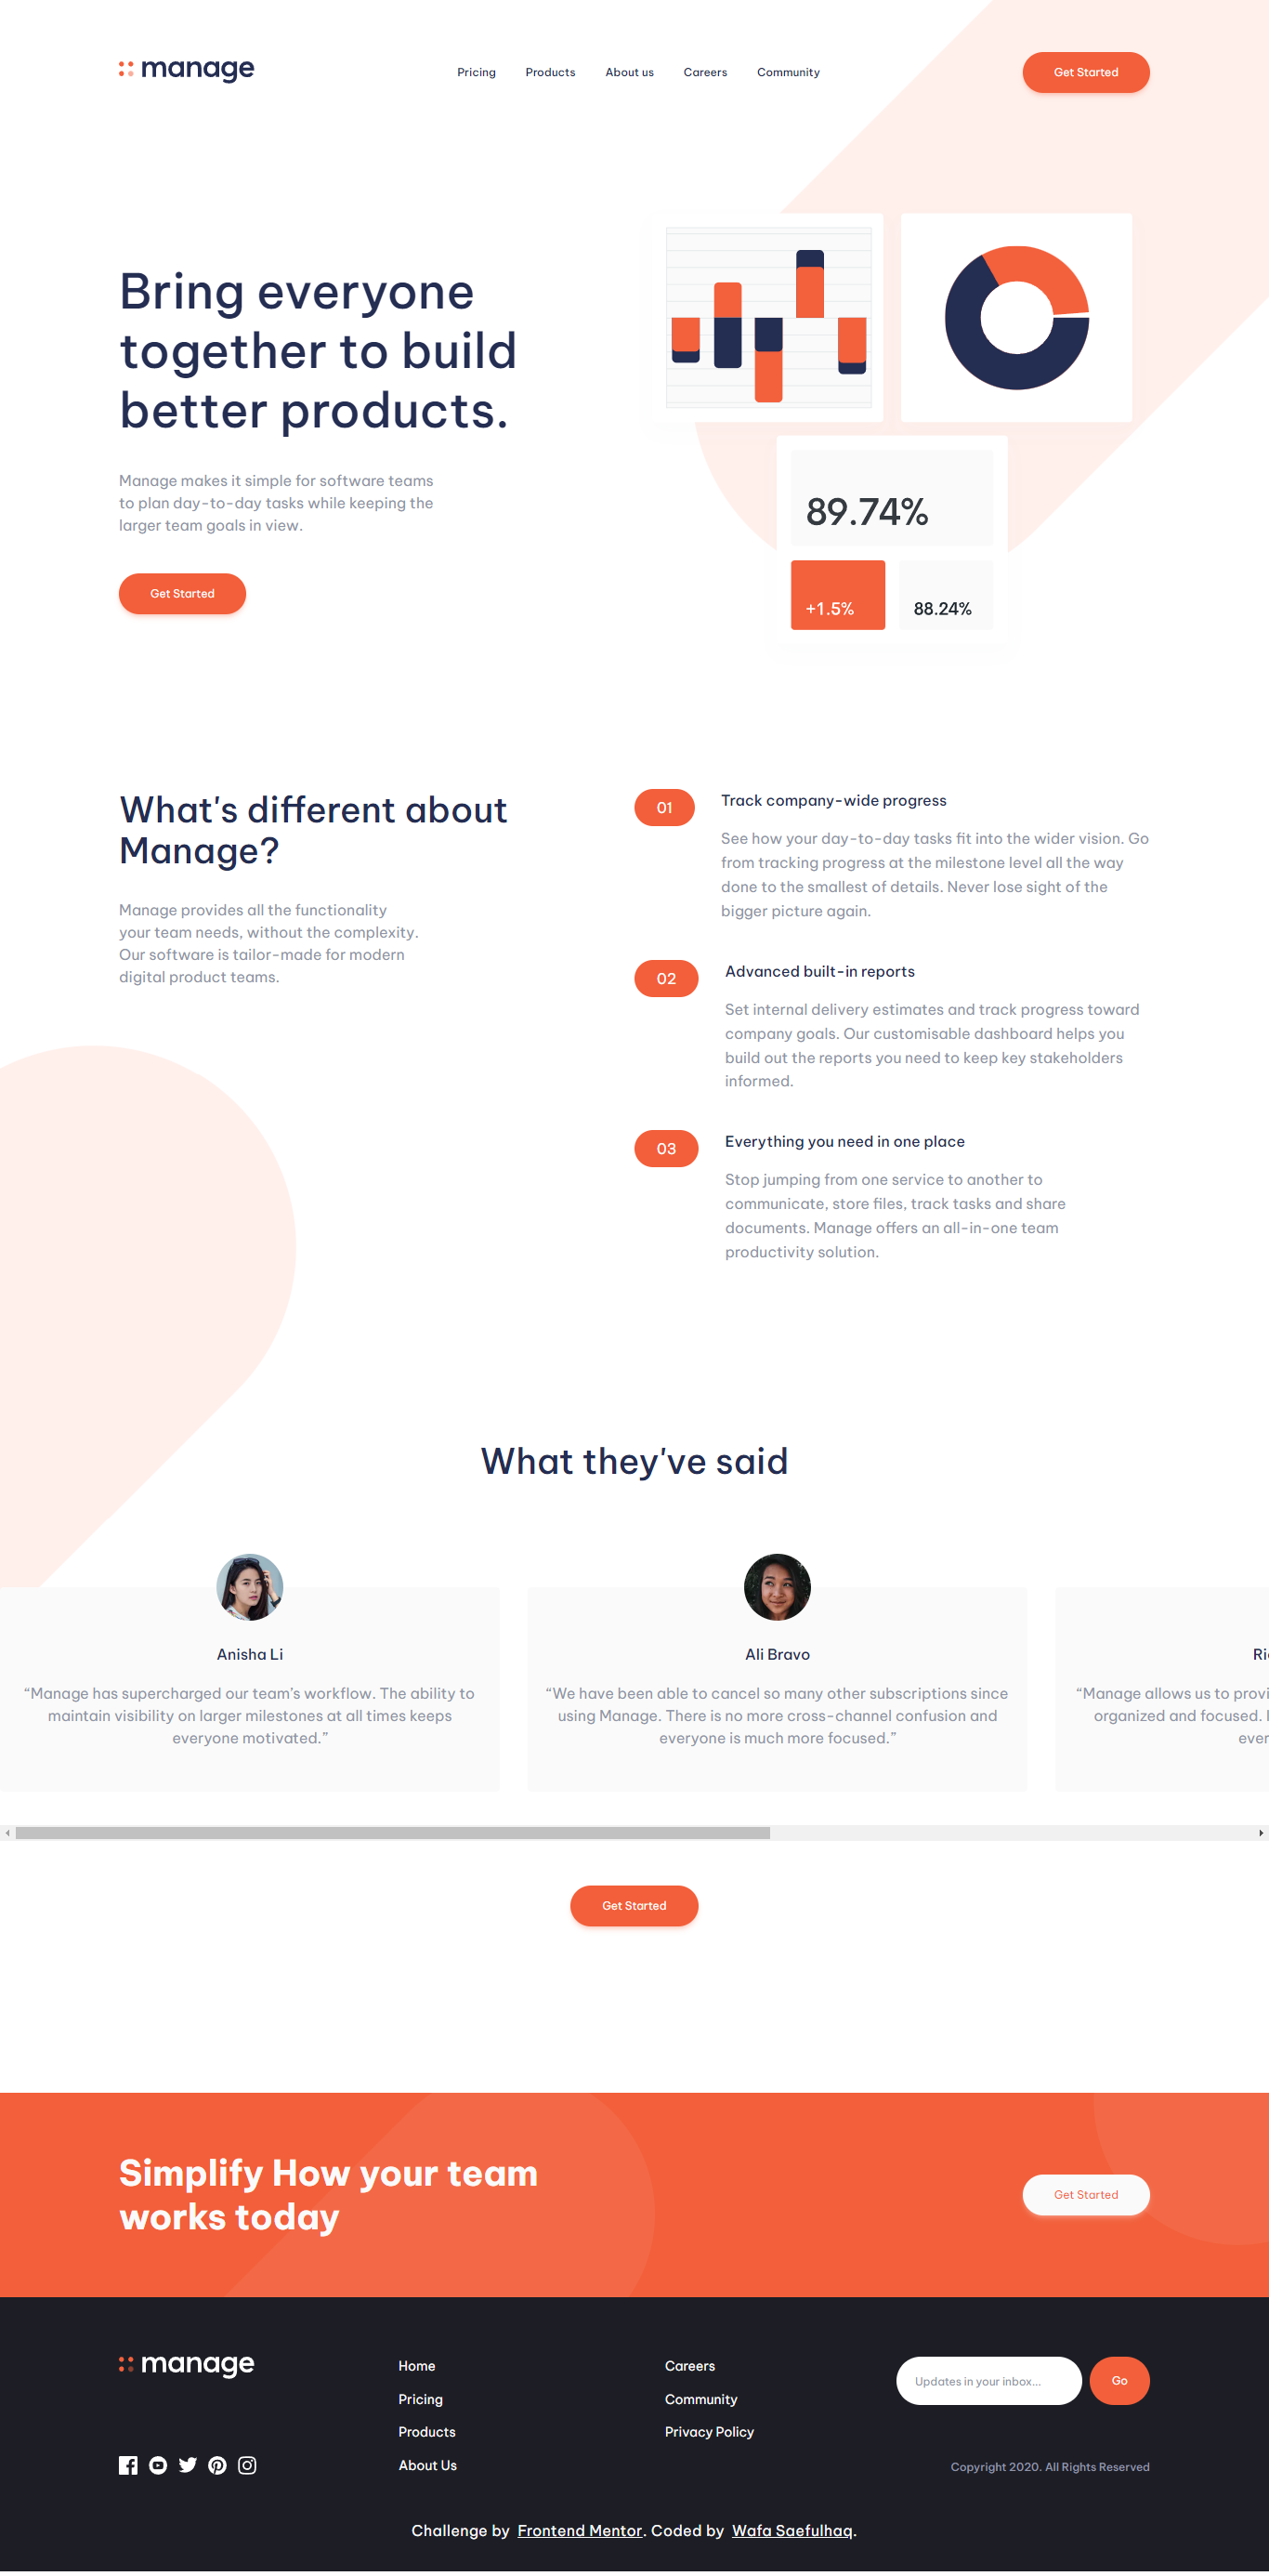 manage
Pricing
Products
About us
Careers
Community
Get Started
Bring everyone
together to build
better products.
Manage makes it simple for software teams
to plan day-to-day tasks while keeping the
larger team goals in view.
Get Started
89.74%
+1.5%
88.24%
What's different about
Manage?
Manage provides all the functionality
your team needs, without the complexity.
Our software is tailor-made for modern
digital product teams.
01
Track company-wide progress
See how your day-to-day tasks fit into the wider vision. Go
from tracking progress at the milestone level all the way
done to the smallest of details. Never lose sight of the
bigger picture again.
02
Advanced built-in reports
Set internal delivery estimates and track progress toward
company goals. Our customisable dashboard helps you
build out the reports you need to keep key stakeholders
informed.
03
Everything you need in one place
Stop jumping from one service to another to
communicate, store files, track tasks and share
documents. Manage offers an all-in-one team
productivity solution.
What they've said
Anisha Li
“Manage has supercharged our team’s workflow. The ability to
maintain visibility on larger milestones at all times keeps
everyone motivated.”
Ali Bravo
“We have been able to cancel so many other subscriptions since
using Manage. There is no more cross-channel confusion and
everyone is much more focused.”
“Manage allows us to
organized and focused.
Get Started
Simplify How your team
works today
Get Started
manage
Home
Pricing
Products
About Us
Careers
Community
Privacy Policy
Updates in your inbox...
Go
Copyright 2020. All Rights Reserved
Challenge by Frontend Mentor. Coded by Wafa Saefulhaq.